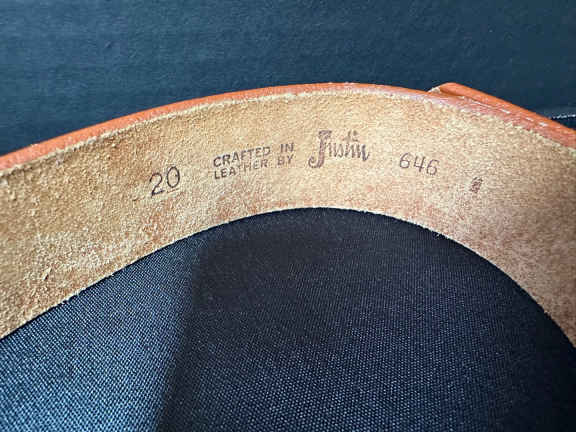 20
CRAFTED IN
LEATHER BY
Justin
646